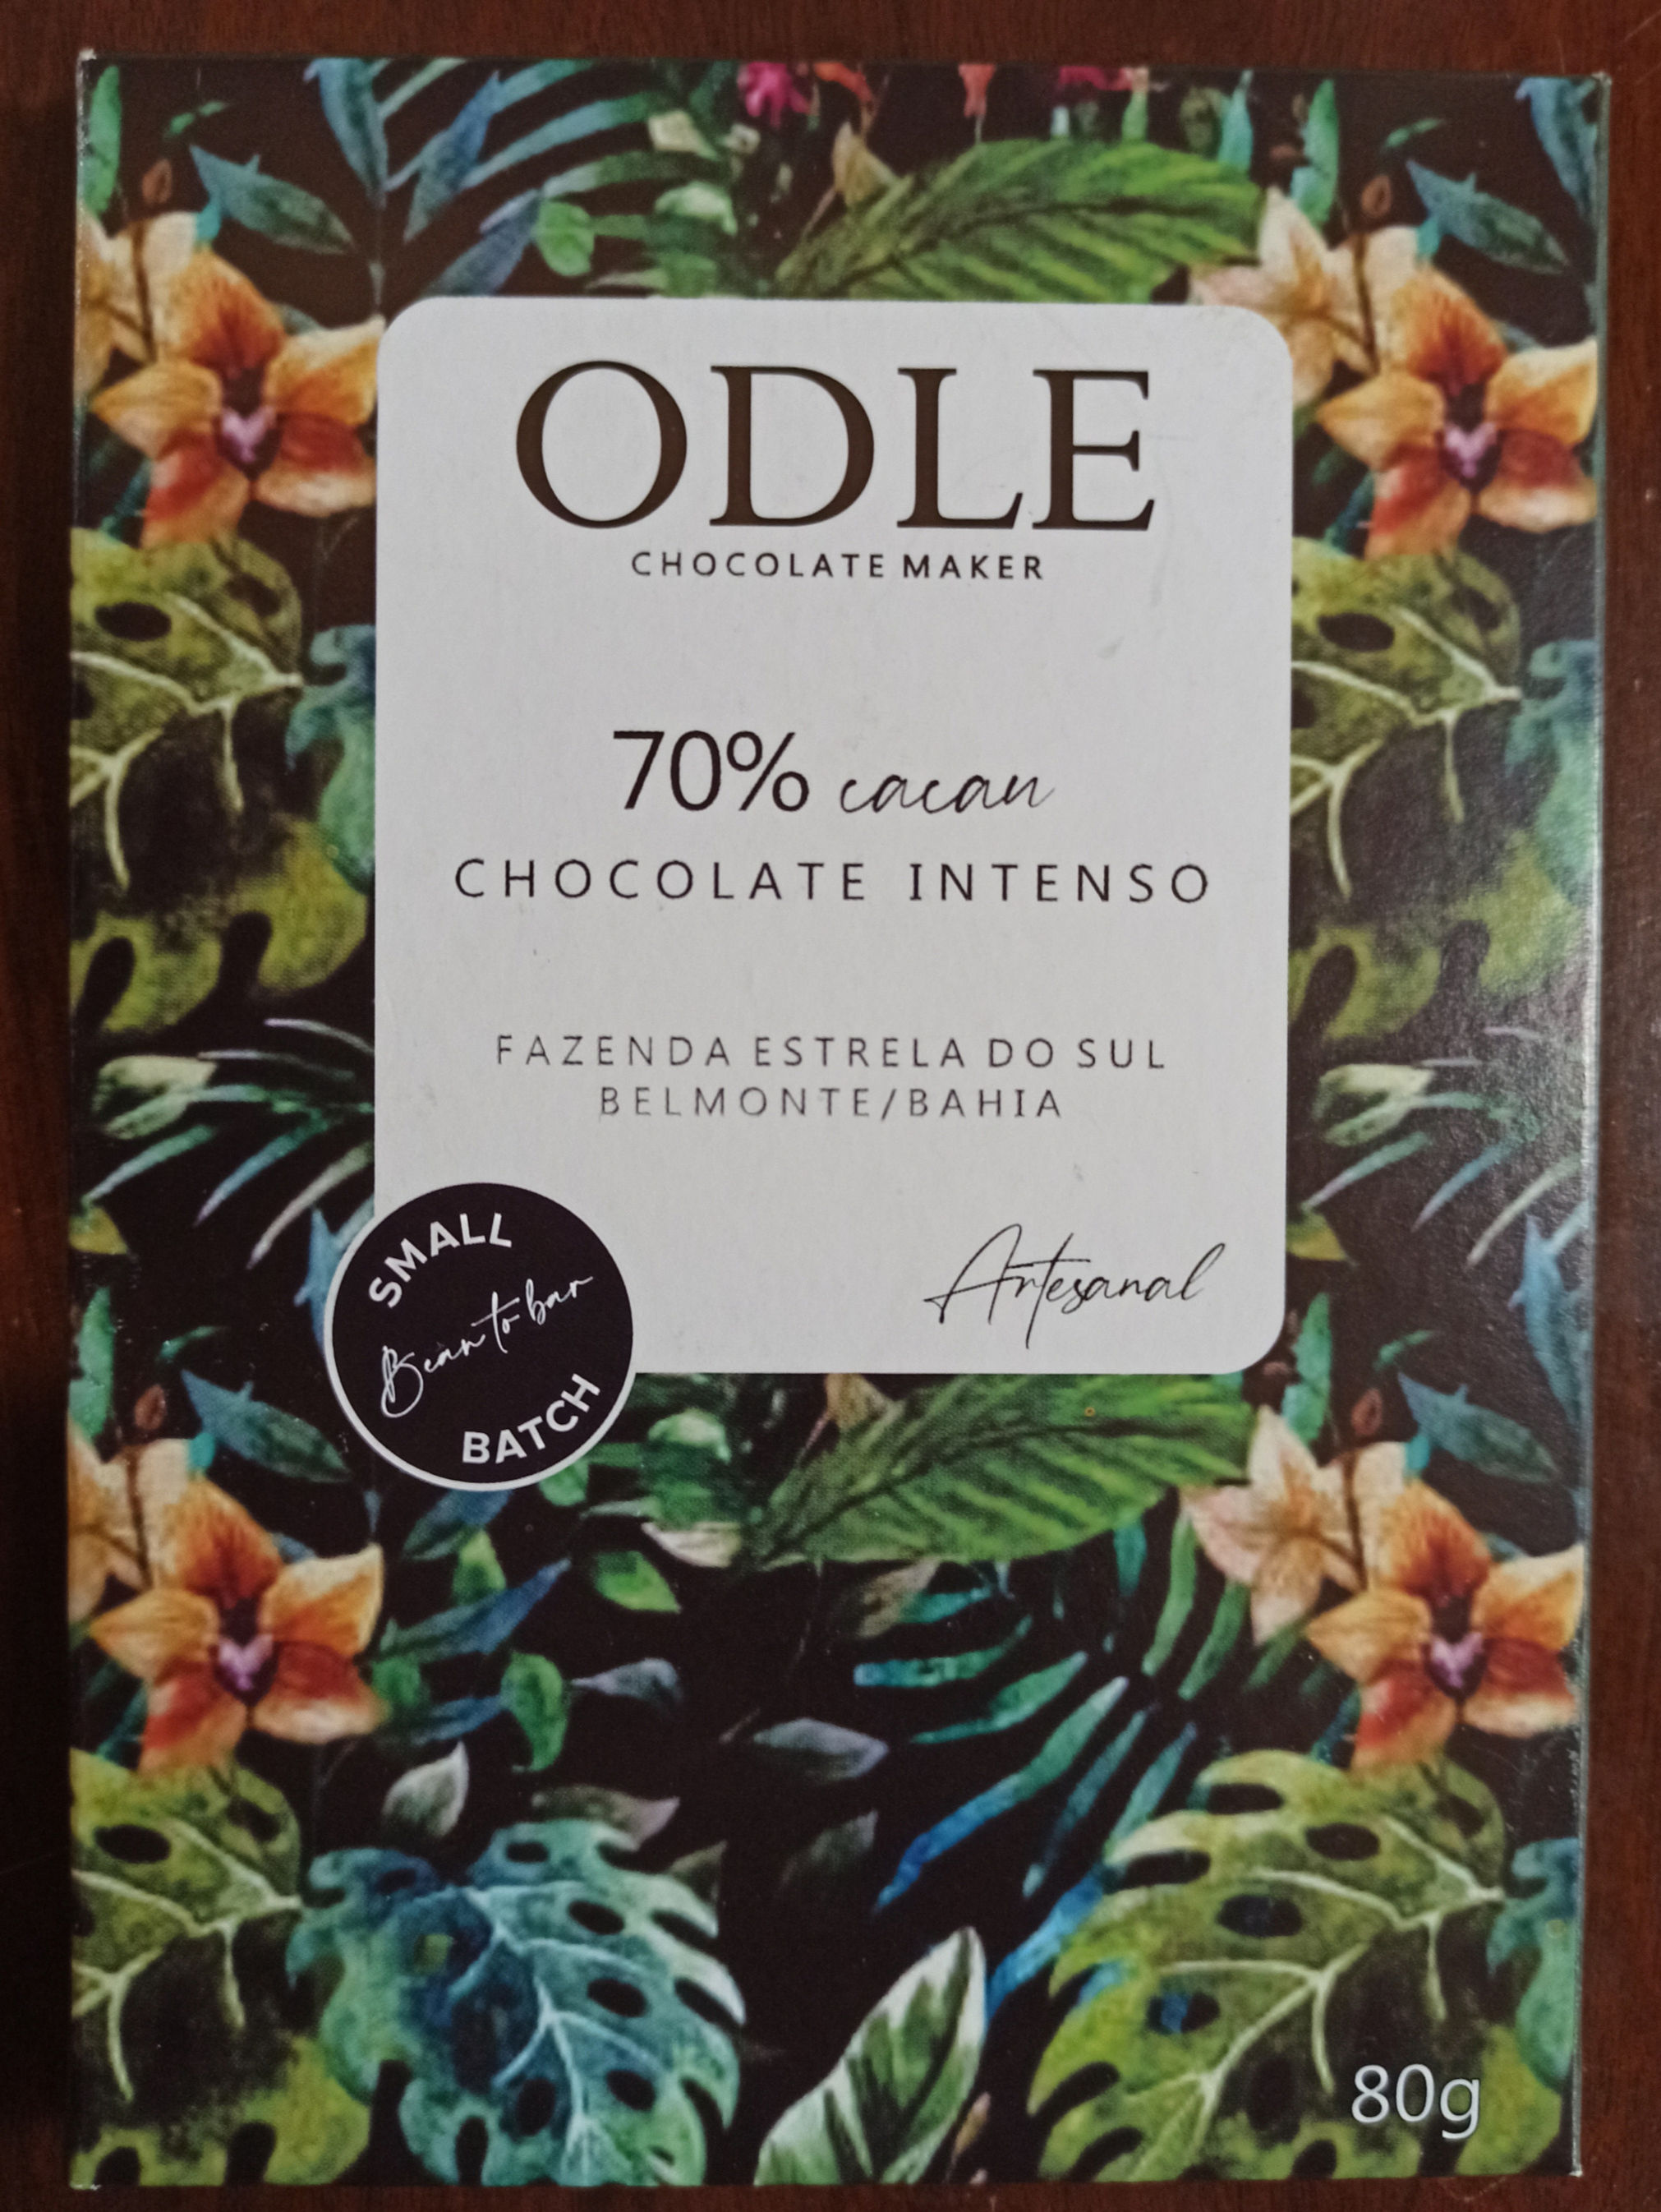 ODLE
CHOCOLATE MAKER
70% cacau
CHOCOLATE INTENSO
FAZENDA ESTRELA DO SUL
BELMONTE/BAHIA
Artesanal
SMALL
Bean to bar
BATCH
80g